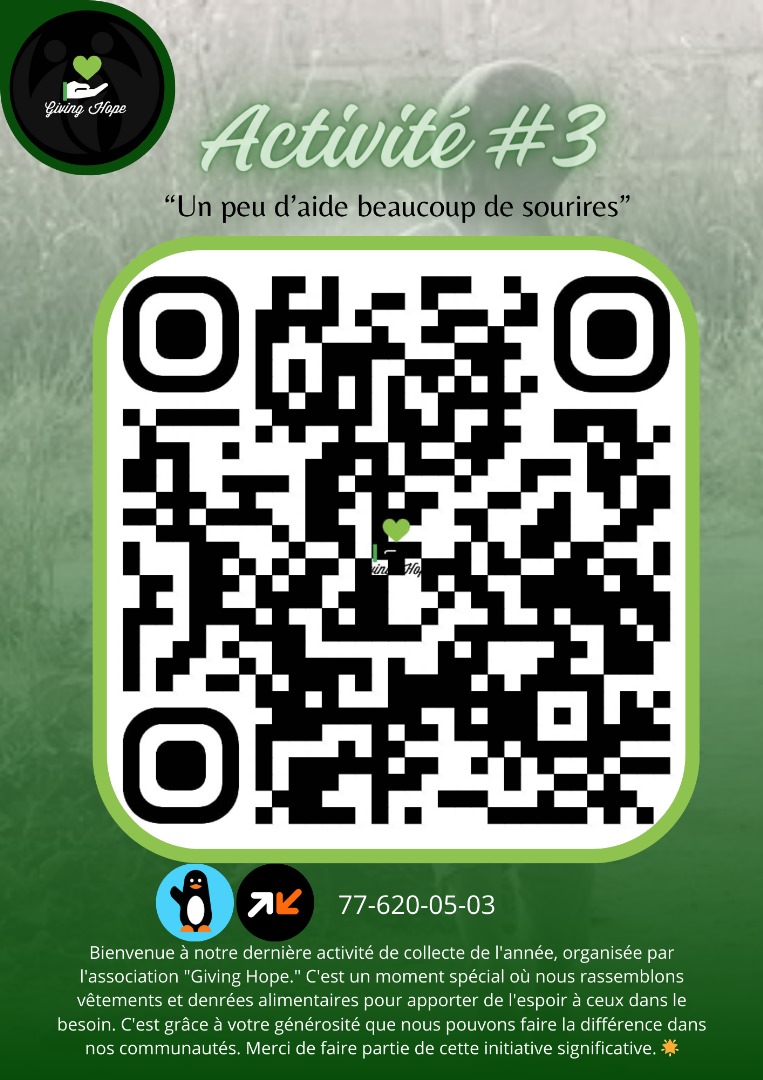 Giving Hope
Activité #3
“Un peu d’aide beaucoup de sourires”
77-620-05-03
Bienvenue à notre dernière activité de collecte de l'année, organisée par
l'association "Giving Hope." C'est un moment spécial où nous rassemblons
vêtements et denrées alimentaires pour apporter de l'espoir à ceux dans le
besoin. C'est grâce à votre générosité que nous pouvons faire la différence dans
nos communautés. Merci de faire partie de cette initiative significative.